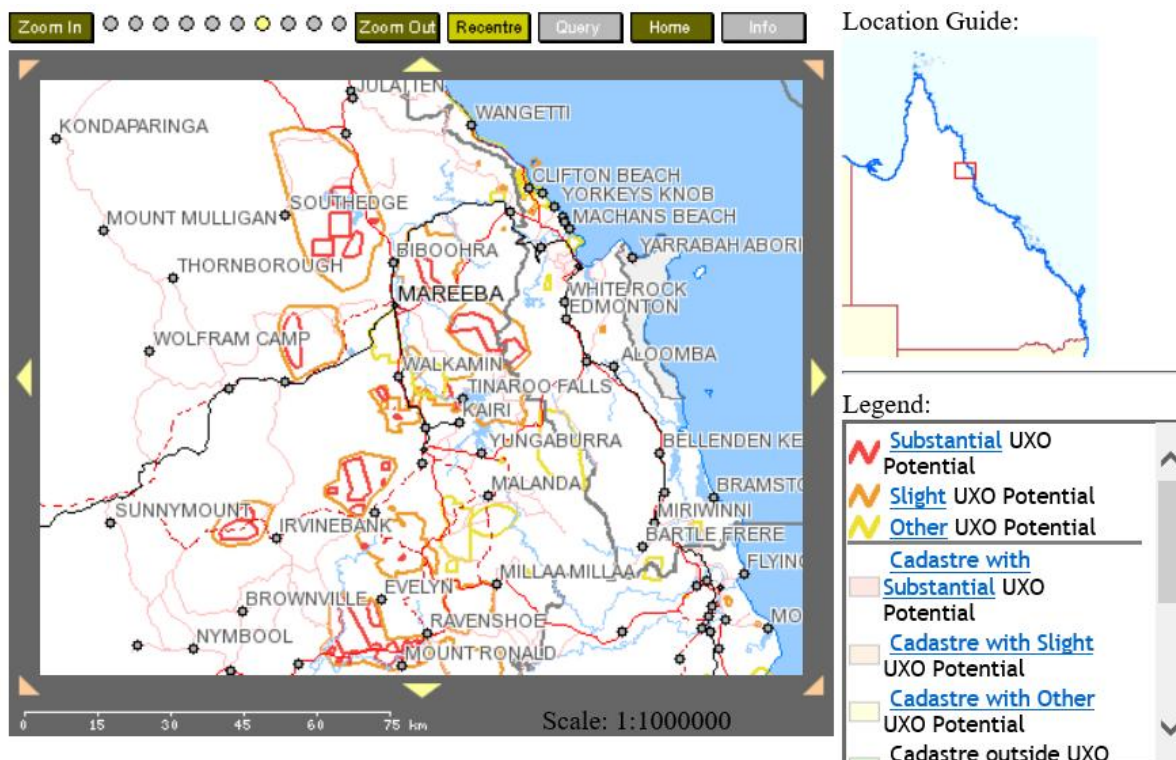 Zoom In
Zoom Out
Recentre
Query
Home
Info
Location Guide:
JULATTEN
WANGETTI
KONDAPARINGA
CLIFTON BEACH
YORKEYS KNOB
SOUTHEDGE
MACHANS BEACH
MOUNT MULLIGAN
YARRABAH ABORI
BIBOOHRA
THORNBOROUGH
WHITE ROCK
MAREEBA
EDMONTON
WOLFRAM CAMP
ALOOMBA
WALKAMIN
TINAROO FALLS
KAIRI
YUNGABURRA
BELLENDEN KE
MALANDA
BRAMSTO
SUNNYMOUNT
MIRIWINNI
IRVINEBANK
BARTLE FRERE
MILLAA MILLAA
FLYING
EVELYN
BROWNVILLE
RAVENSHOE
MO
NYMBOOL
MOUNT RONALD
0 15 30 45 60 75 km
Scale: 1:1000000
Legend:
Substantial UXO
Potential
Slight UXO Potential
Other UXO Potential
Cadastre with
Substantial UXO
Potential
Cadastre with Slight
UXO Potential
Cadastre with Other
UXO Potential
Cadastre outside UXO